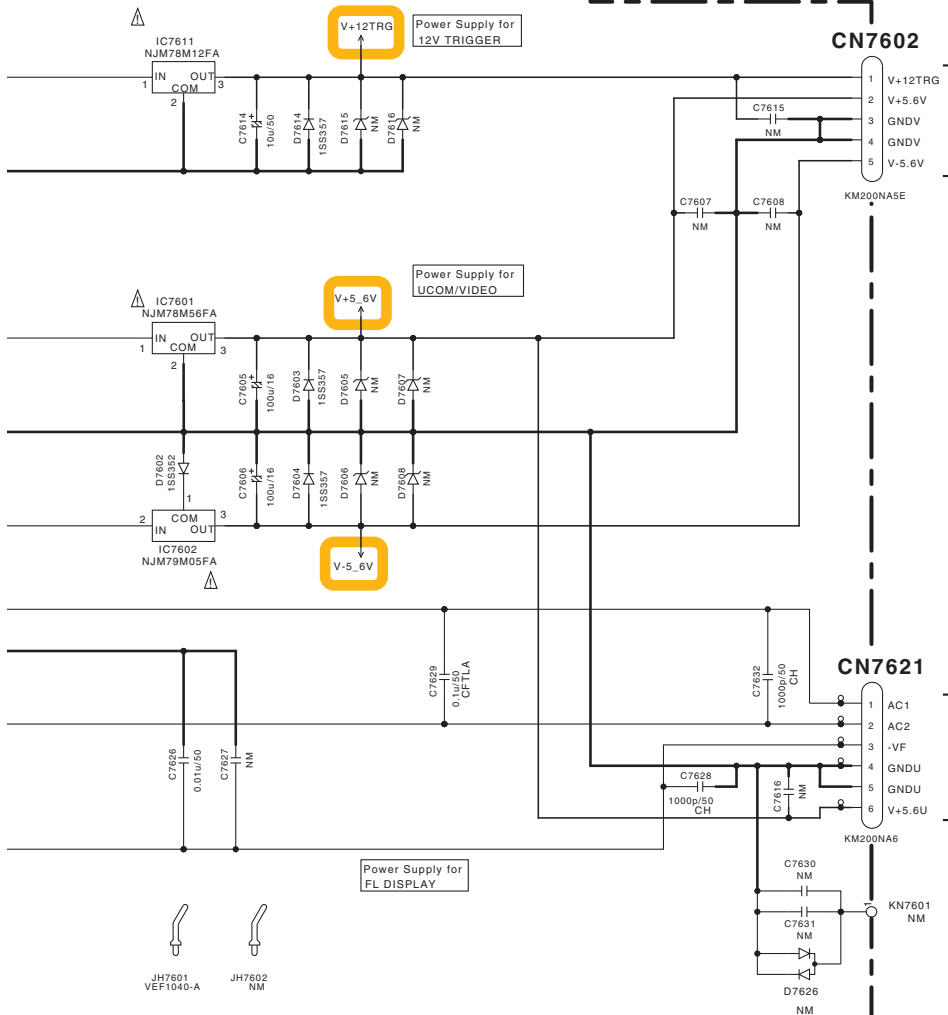 V+12TRG
Power Supply for
12V TRIGGER
CN7602
IC7611
NJM78M12FA
1 IN OUT 3
COM
2
C7614 + 10u/50
D7614 1SS357
D7615 NM
D7616 NM
C7615
NM
1 V+12TRG
2 V+5.6V
3 GNDV
4 GNDV
5 V-5.6V
KM200NA5E
C7607
NM
C7608
NM
V+5_6V
Power Supply for
UCOM/VIDEO
IC7601
NJM78M56FA
1 IN OUT 3
COM
2
C7605 + 100u/16
D7603 1SS357
D7605 NM
D7607 NM
D7602 1SS352
C7606 + 100u/16
D7604 1SS357
D7606 NM
D7608 NM
1
2 COM 3
IN OUT
IC7602
NJM79M05FA
V-5_6V
C7629 0.1u/50 CFTLA
C7632 1000p/50 CH
CN7621
1 AC1
2 AC2
3 -VF
4 GNDU
5 GNDU
6 V+5.6U
KM200NA6
C7626 0.01u/50
C7627 NM
C7628
1000p/50
CH
C7616 NM
Power Supply for
FL DISPLAY
C7630
NM
C7631
NM
1
KN7601
NM
D7626
NM
JH7601
VEF1040-A
JH7602
NM